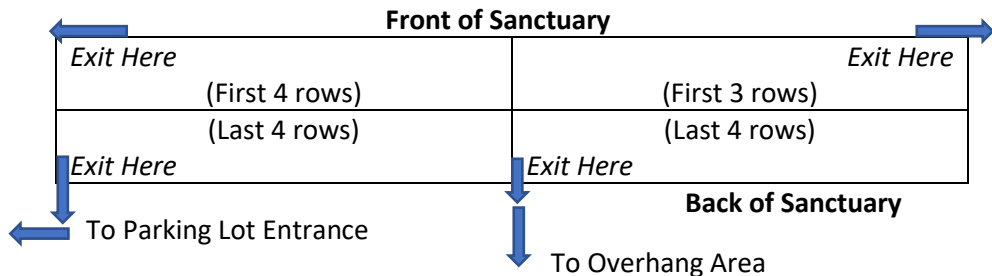 Front of Sanctuary
Exit Here Exit Here
(First 4 rows) (First 3 rows)
(Last 4 rows) (Last 4 rows)
Exit Here Exit Here
Back of Sanctuary
To Parking Lot Entrance
To Overhang Area